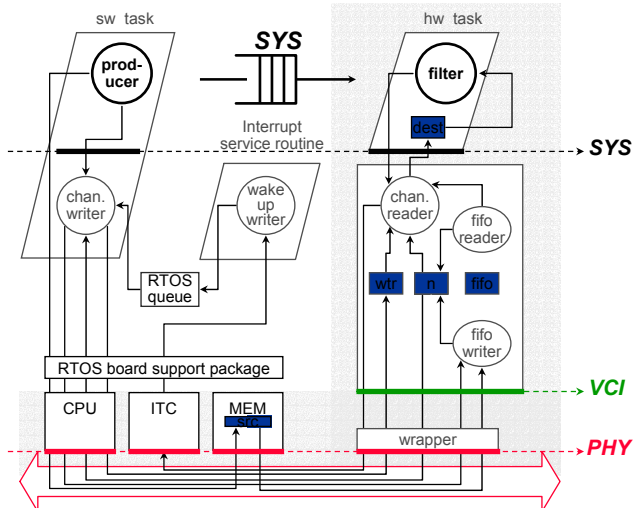 sw task
hw task
SYS
prod-
ucer
filter
dest
Interrupt
service routine
SYS
chan.
writer
wake
up
writer
chan.
reader
fifo
reader
RTOS
queue
wtr
n
fifo
fifo
writer
RTOS board support package
VCI
CPU
ITC
MEM
src
wrapper
PHY